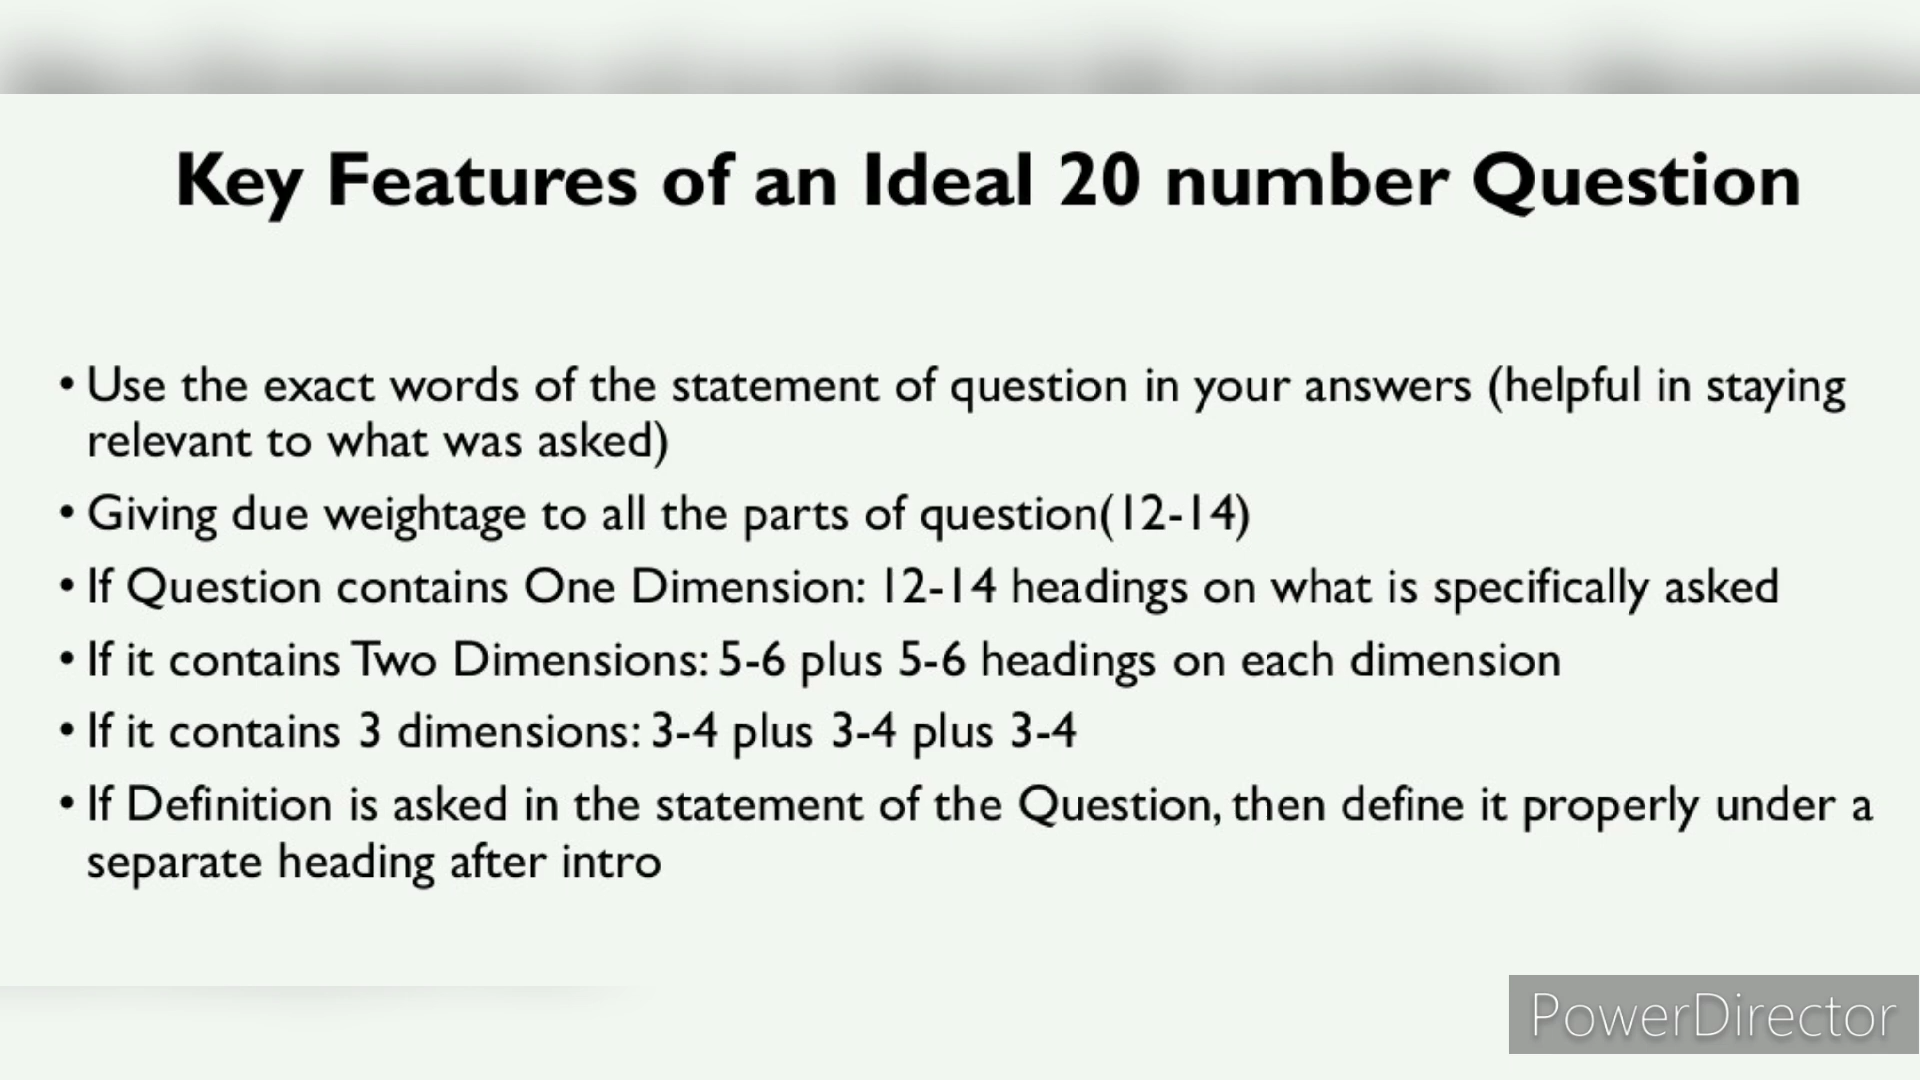 Key Features of an Ideal 20 number Question
• Use the exact words of the statement of question in your answers (helpful in staying
relevant to what was asked)
• Giving due weightage to all the parts of question(12-14)
• If Question contains One Dimension: 12-14 headings on what is specifically asked
• If it contains Two Dimensions: 5-6 plus 5-6 headings on each dimension
• If it contains 3 dimensions: 3-4 plus 3-4 plus 3-4
• If Definition is asked in the statement of the Question, then define it properly under a
separate heading after intro
PowerDirector